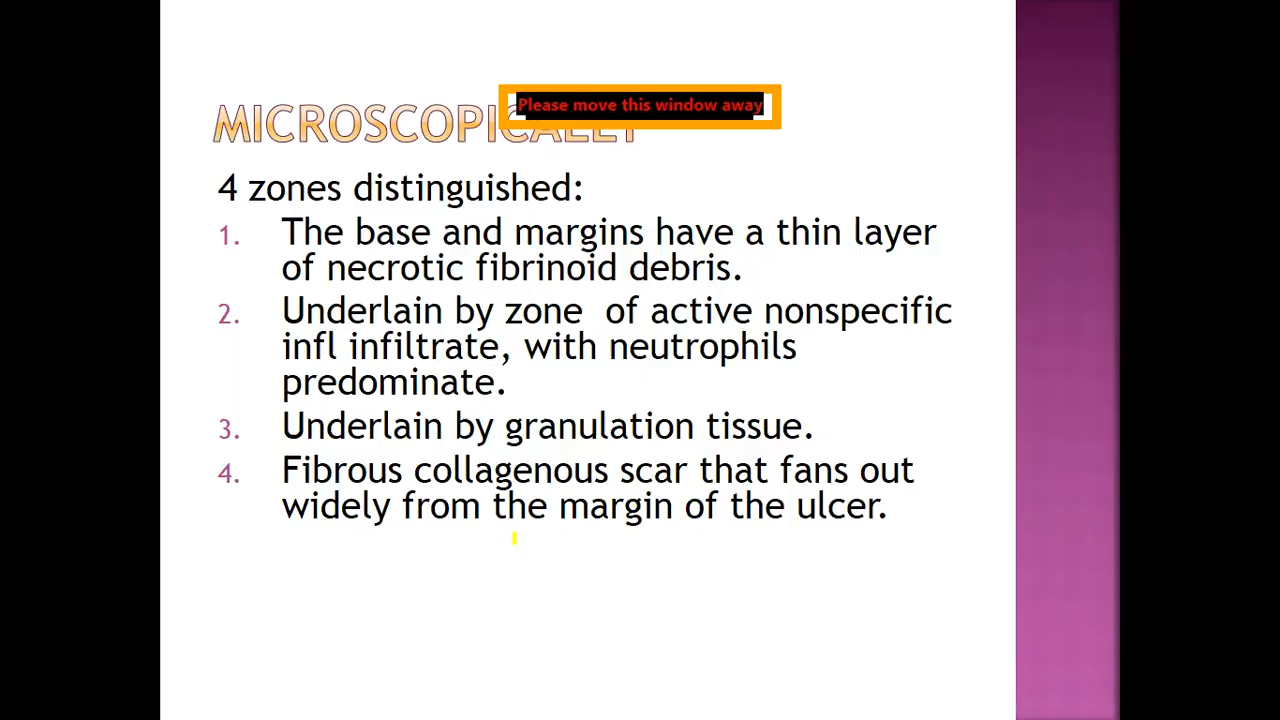 Please move this window away
MICROSCOPICALLY
4 zones distinguished:
1. The base and margins have a thin layer
of necrotic fibrinoid debris.
2. Underlain by zone  of active nonspecific
infl infiltrate, with neutrophils
predominate.
3. Underlain by granulation tissue.
4. Fibrous collagenous scar that fans out
widely from the margin of the ulcer.